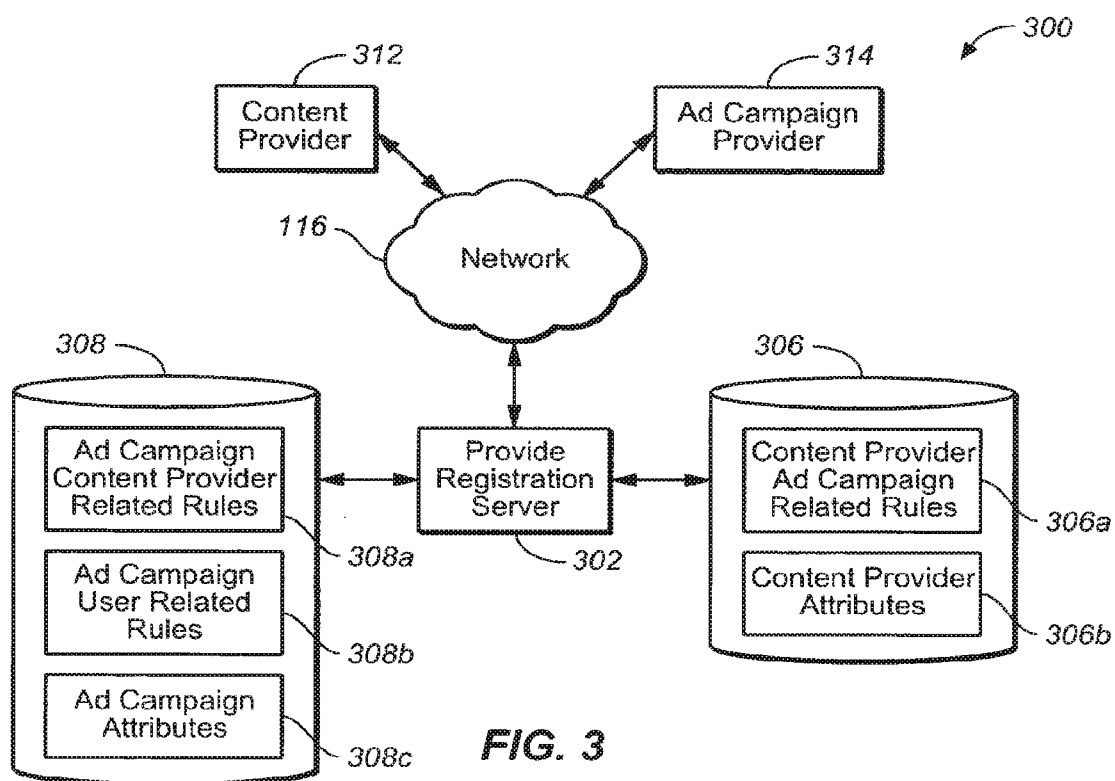 300
312
314
Content
Provider
Ad Campaign
Provider
116
Network
308
306
Ad Campaign
Content Provider
Related Rules
308a
Provide
Registration
Server
302
Content Provider
Ad Campaign
Related Rules
306a
Ad Campaign
User Related
Rules
308b
Content Provider
Attributes
306b
Ad Campaign
Attributes
308c
FIG. 3